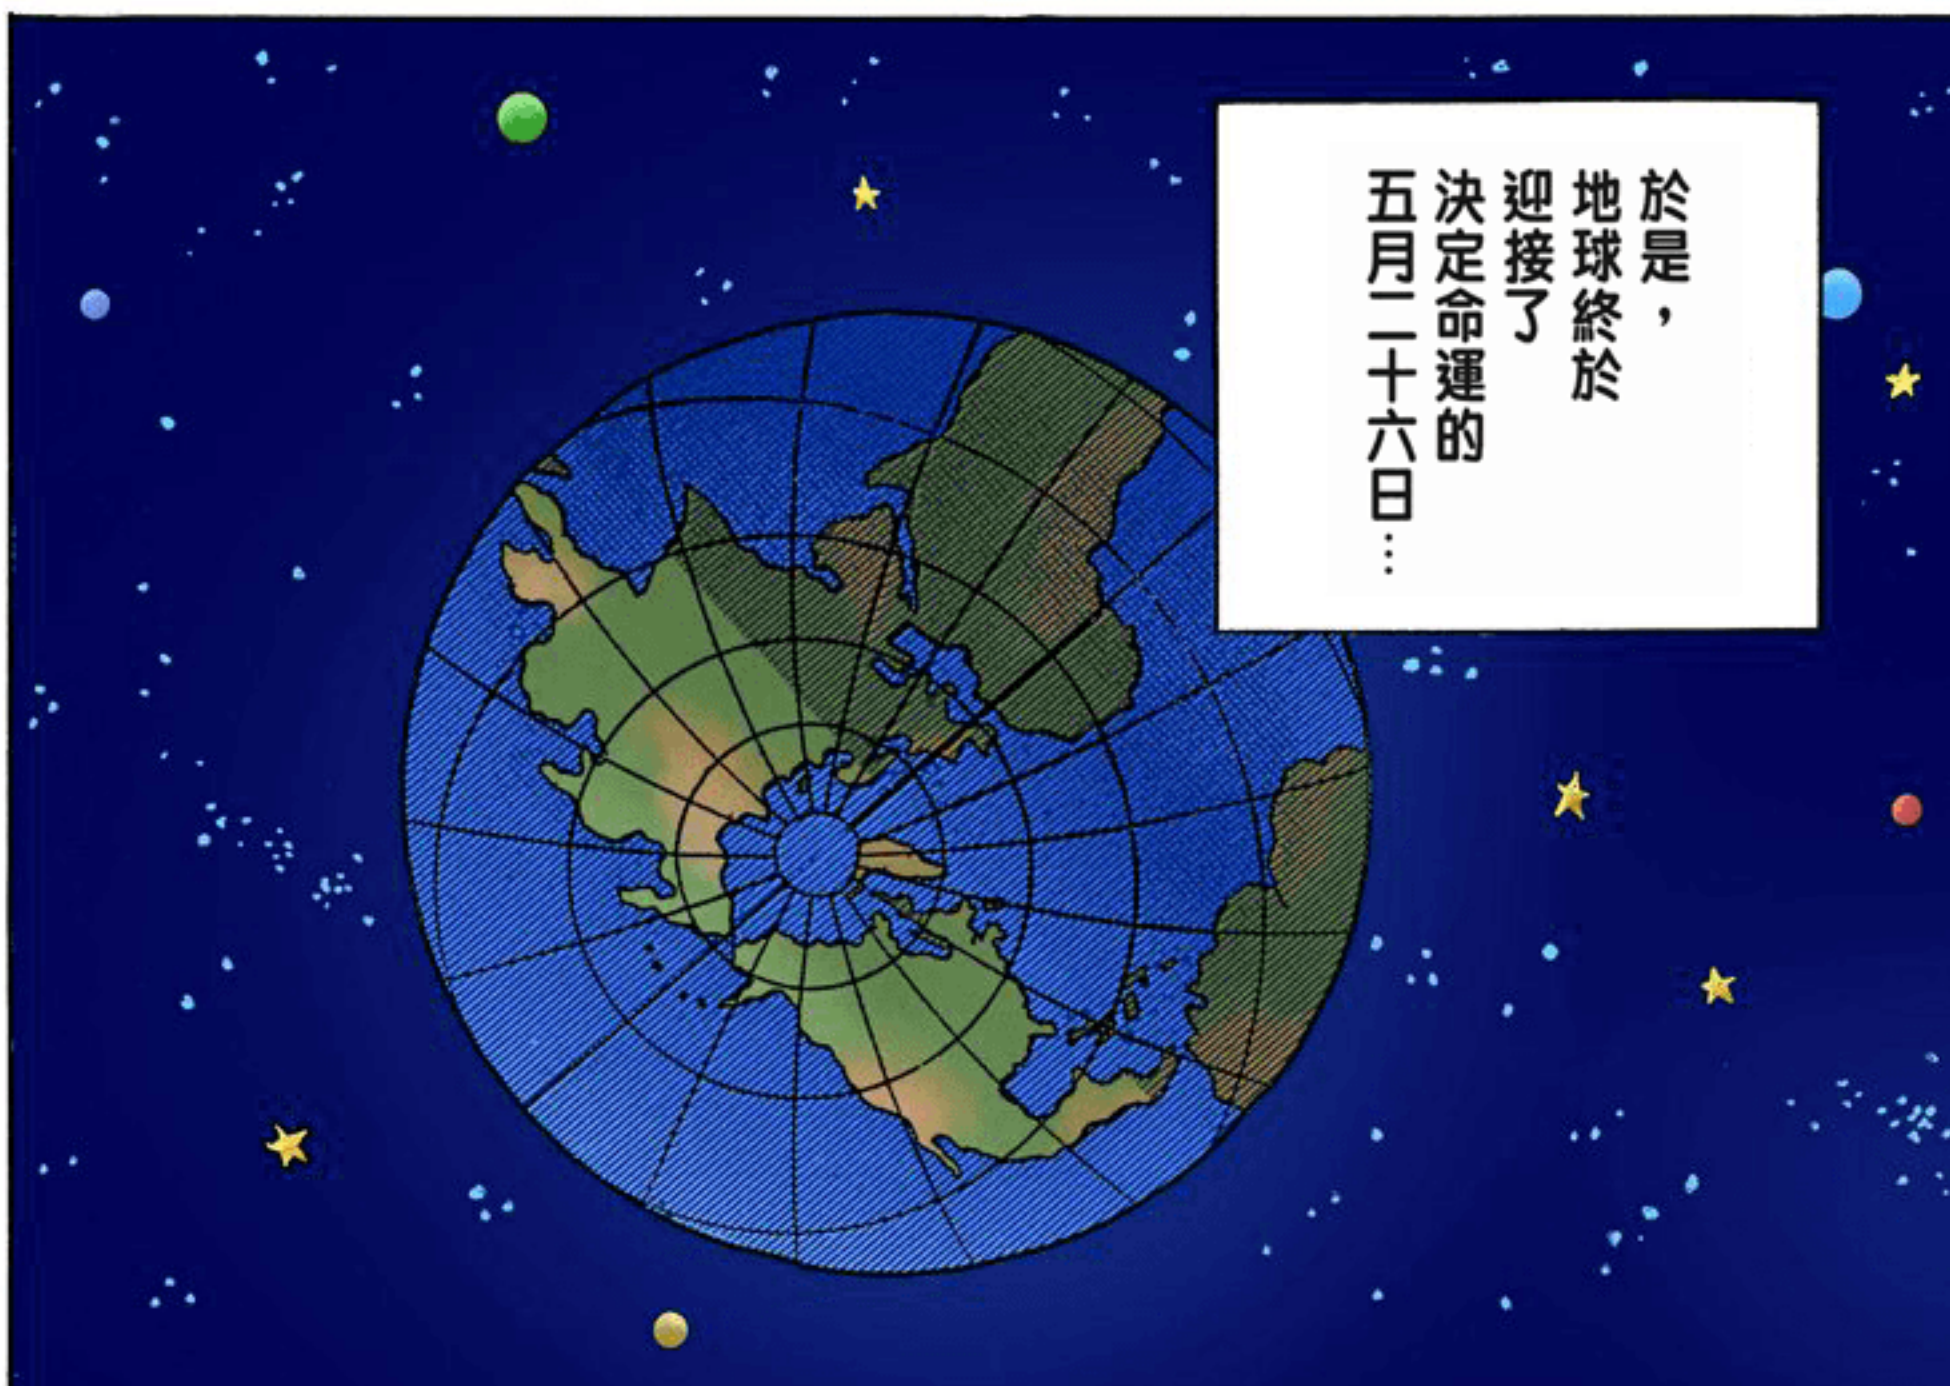 於是，
地球終於
迎接了
決定命運的
五月二十六日…